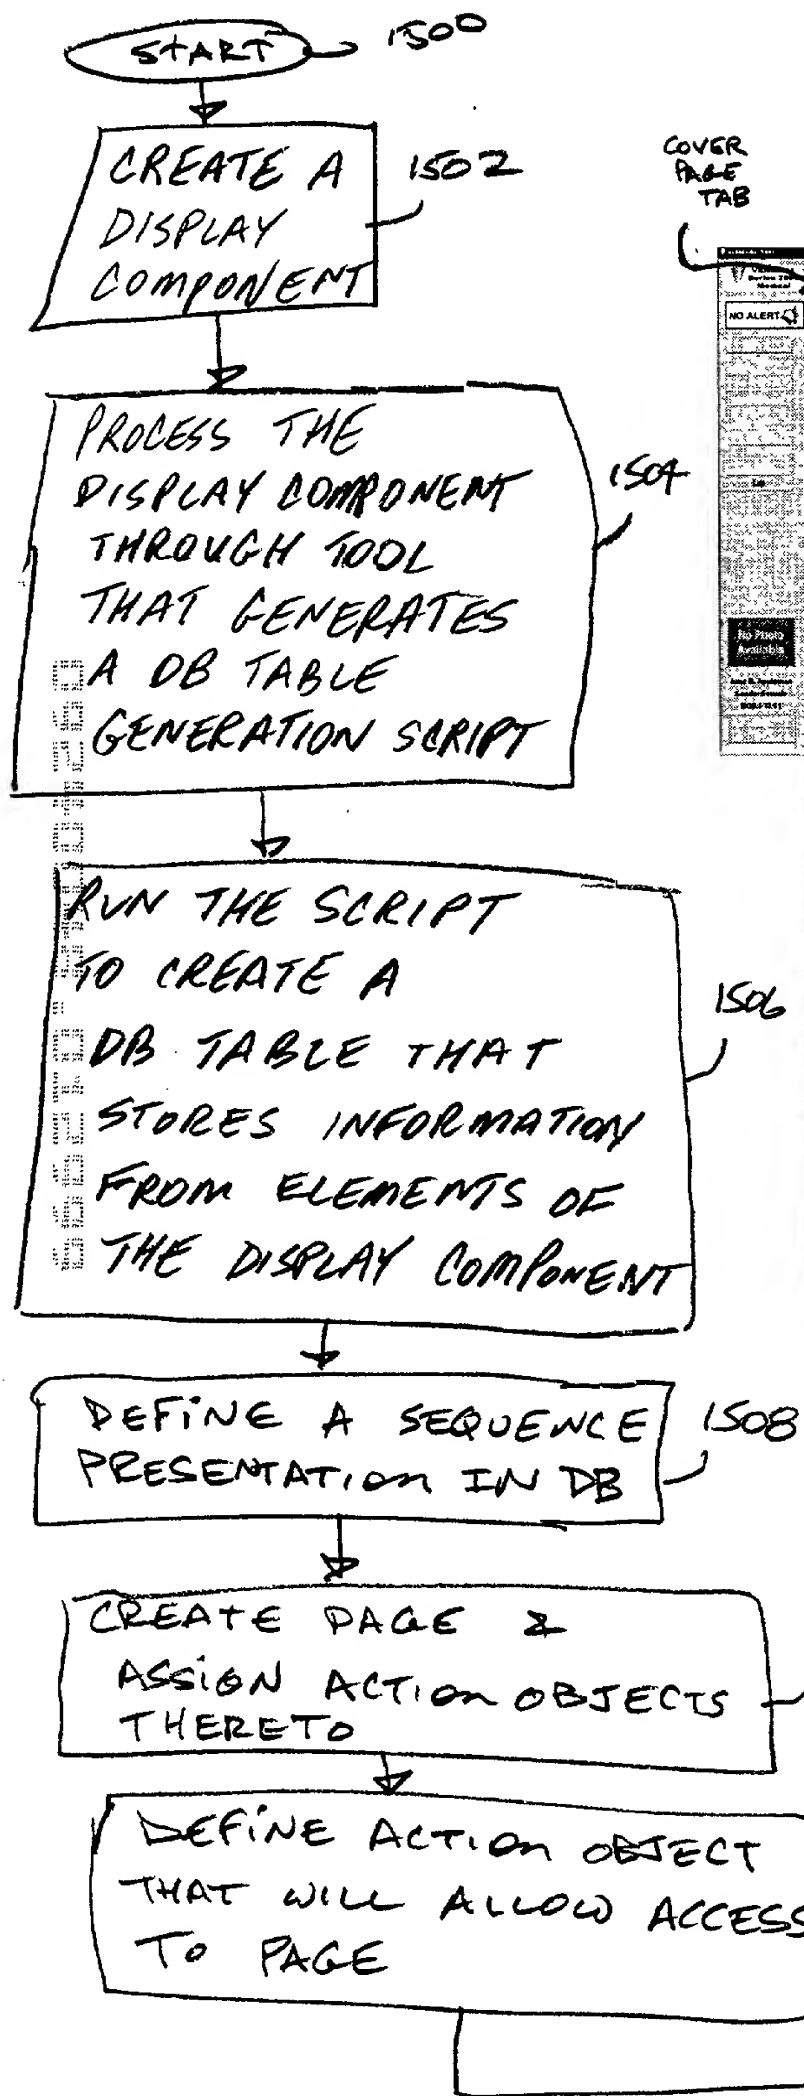 START 1500
CREATE A
DISPLAY
COMPONENT
1502
COVER
PAGE
TAB
NO ALERT
No Photo
Available
PROCESS THE
DISPLAY COMPONENT
THROUGH TOOL
THAT GENERATES
A DB TABLE
GENERATION SCRIPT
1504
RUN THE SCRIPT
TO CREATE A
DB TABLE THAT
STORES INFORMATION
FROM ELEMENTS OF
THE DISPLAY COMPONENT
1506
DEFINE A SEQUENCE
PRESENTATION IN DB
1508
CREATE PAGE &
ASSIGN ACTION OBJECTS
THERETO
DEFINE ACTION OBJECT
THAT WILL ALLOW ACCESS
TO PAGE